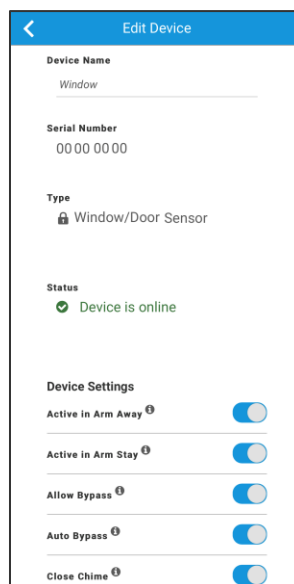 Edit Device
Device Name
Window
Serial Number
00 00 00 00
Type
Window/Door Sensor
Status
Device is online
Device Settings
Active in Arm Away
Active in Arm Stay
Allow Bypass
Auto Bypass
Close Chime